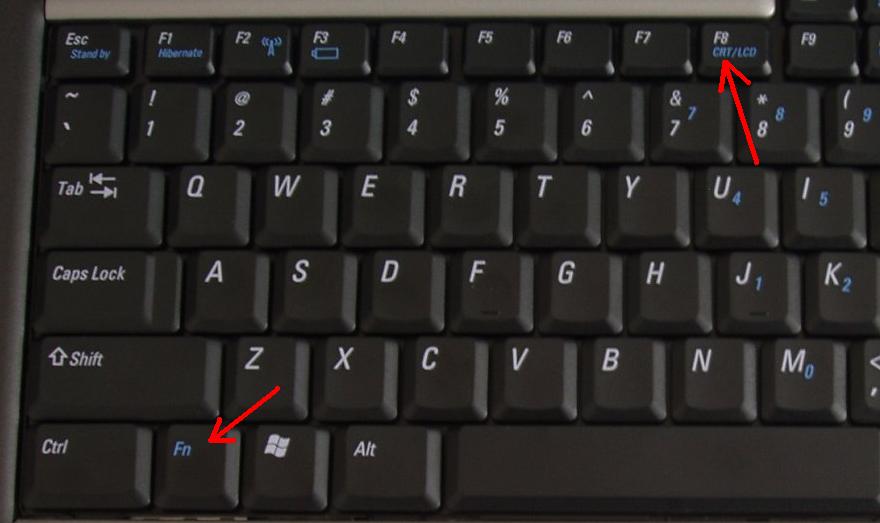 Esc F1 F2 F3 F4 F5 F6 F7 F8 F9
Stand by Hibernate CRT/LCD
~ ! @ # $ % ^ & * (
` 1 2 3 4 5 6 7 7 8 8 9 9
Tab Q W E R T Y U 4 I 5
Caps Lock A S D F G H J 1 K 2
Shift Z X C V B N M 0 <
,
Ctrl Fn Alt